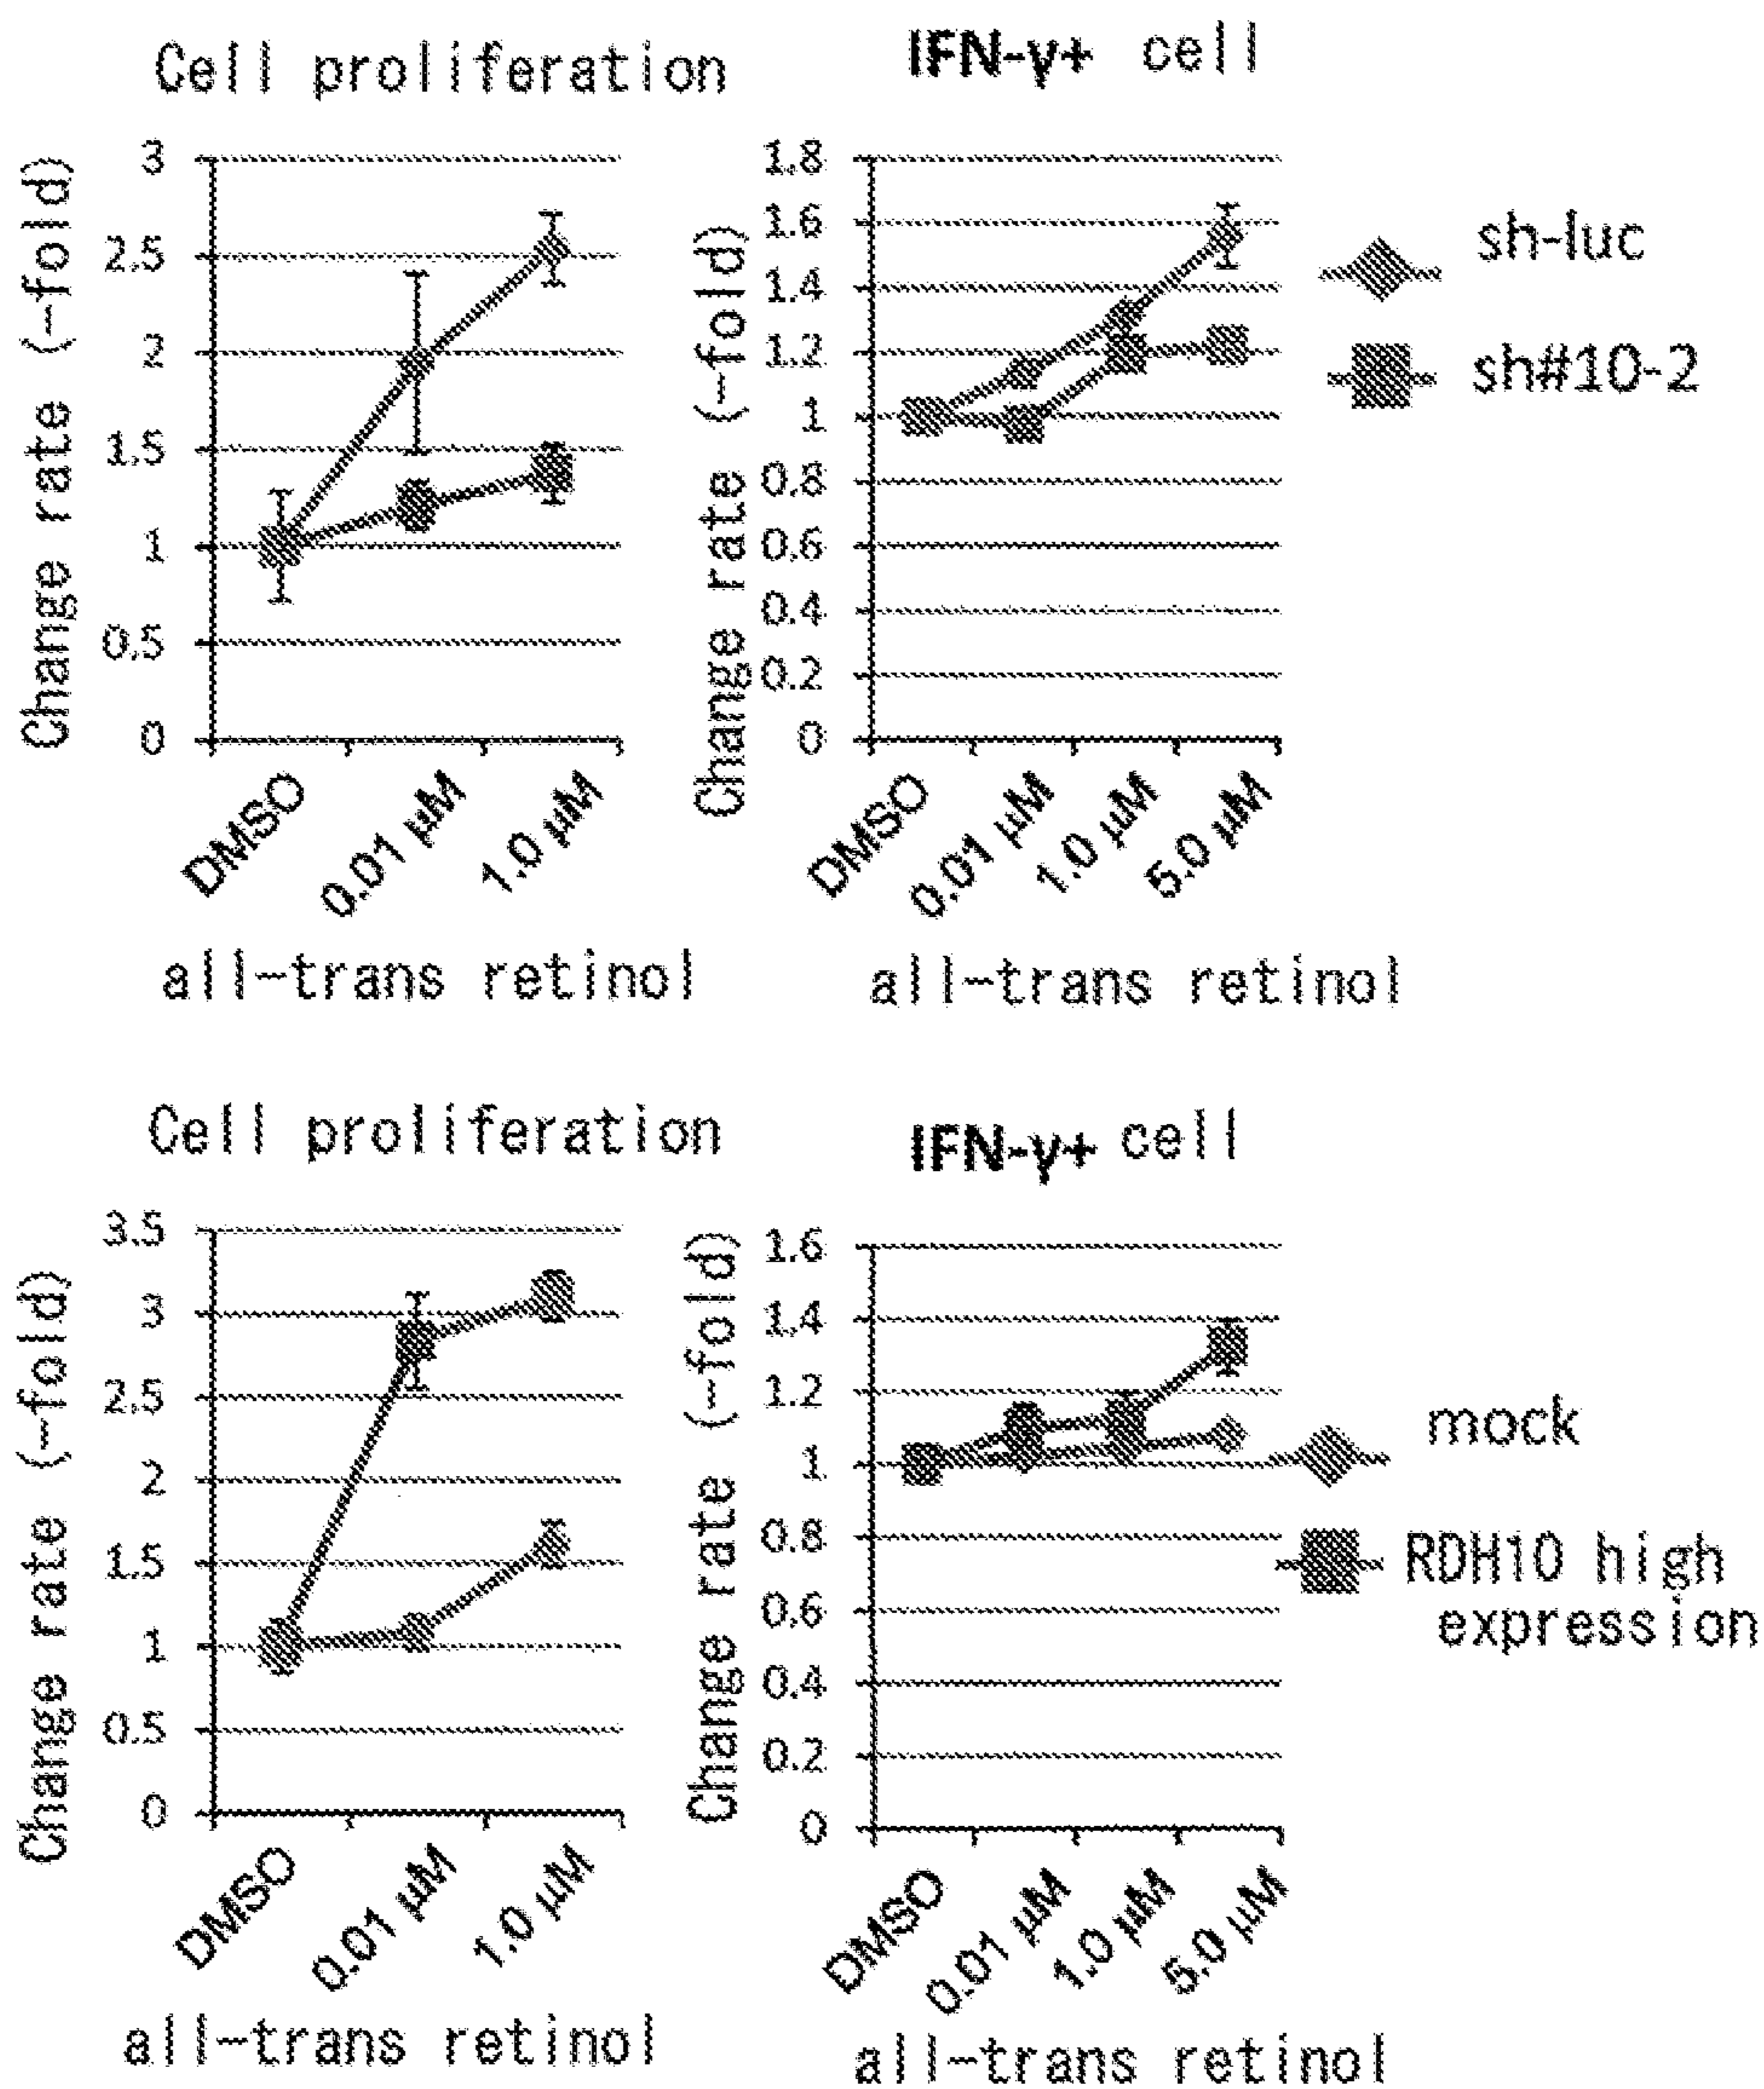 Cell proliferation
Change rate (-fold)
3
2.5
2
1.5
1
0.5
0
DMSO
0.01 μM
1.0 μM
all-trans retinol
IFN-γ+ cell
Change rate (-fold)
1.8
1.6
1.4
1.2
1
0.8
0.6
0.4
0.2
0
DMSO
0.01 μM
1.0 μM
5.0 μM
all-trans retinol
sh-luc
sh#10-2
Cell proliferation
Change rate (-fold)
3.5
3
2.5
2
1.5
1
0.5
0
DMSO
0.01 μM
1.0 μM
all-trans retinol
IFN-γ+ cell
Change rate (-fold)
1.6
1.4
1.2
1
0.8
0.6
0.4
0.2
0
DMSO
0.01 μM
1.0 μM
5.0 μM
all-trans retinol
mock
RDH10 high
expression